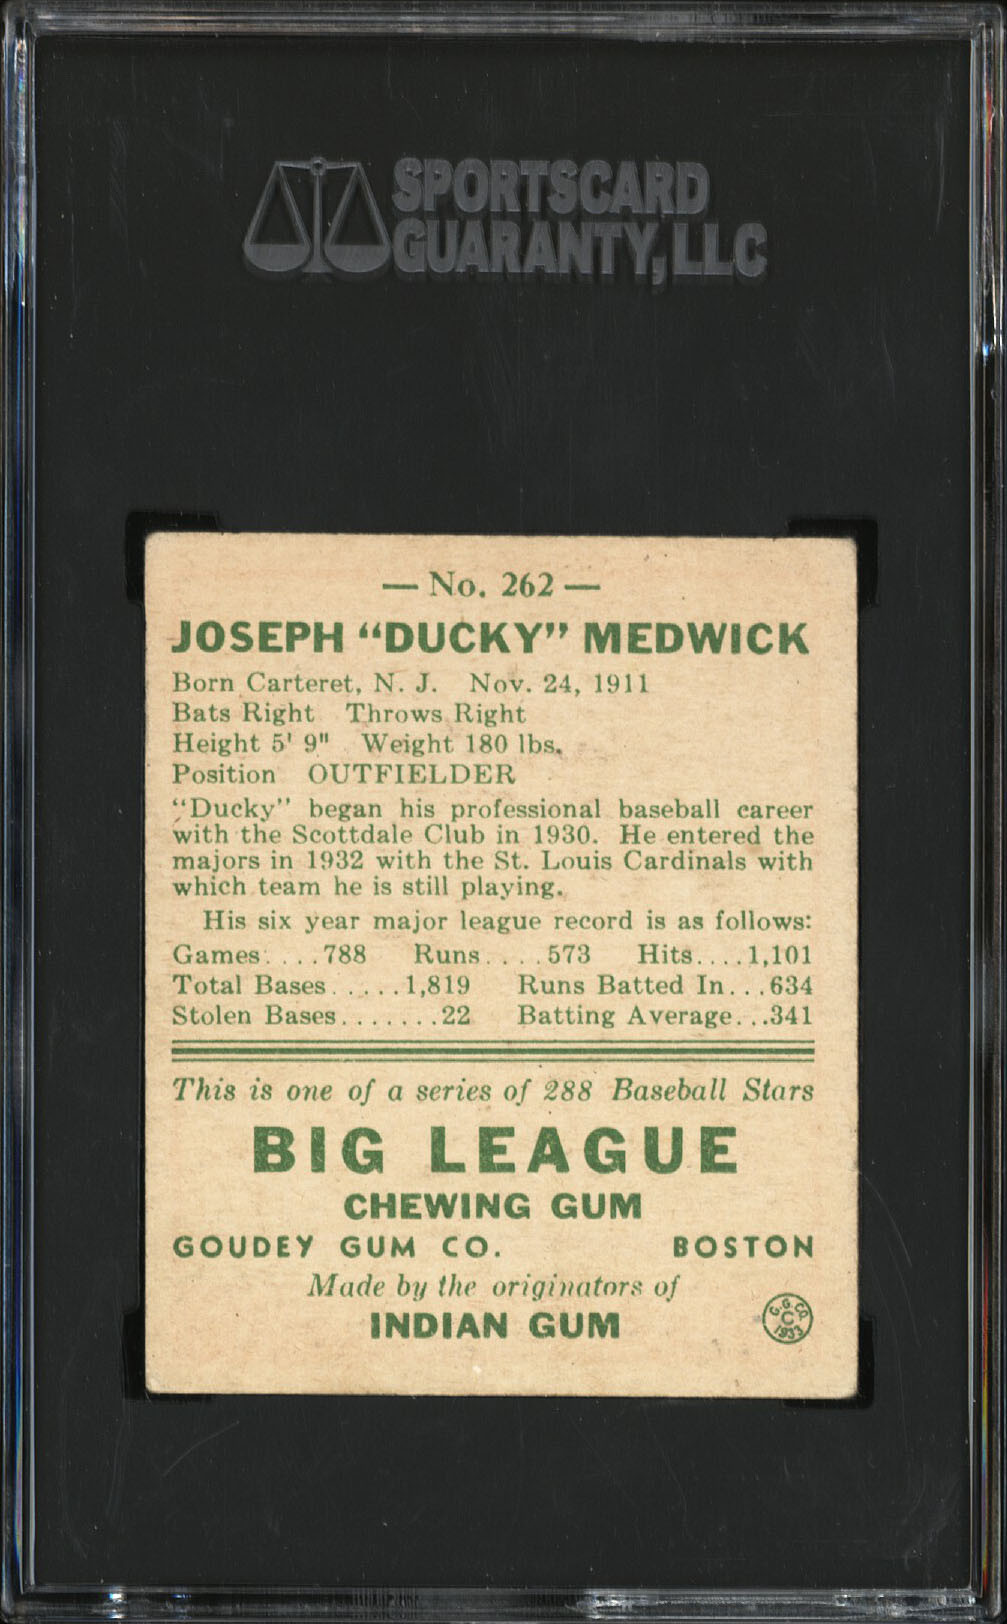 SPORTSCARD
GUARANTY, LLC
— No. 262 —
JOSEPH "DUCKY" MEDWICK
Born Carteret, N. J. Nov. 24, 1911
Bats Right Throws Right
Height 5' 9" Weight 180 lbs.
Position OUTFIELDER
"Ducky" began his professional baseball career
with the Scottdale Club in 1930. He entered the
majors in 1932 with the St. Louis Cardinals with
which team he is still playing.
His six year major league record is as follows:
Games....788 Runs....573 Hits....1,101
Total Bases.....1,819 Runs Batted In...634
Stolen Bases.......22 Batting Average...341
This is one of a series of 288 Baseball Stars
BIG LEAGUE
CHEWING GUM
GOUDEY GUM CO. BOSTON
Made by the originators of
INDIAN GUM
G.G.CO.
C
1933